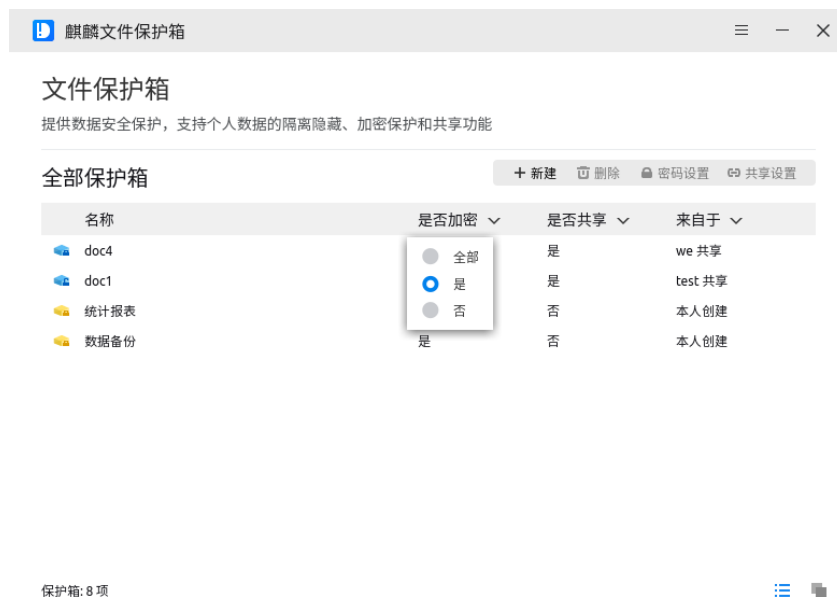 麒麟文件保护箱
文件保护箱
提供数据安全保护，支持个人数据的隔离隐藏、加密保护和共享功能
全部保护箱 新建 删除 密码设置 共享设置
名称 是否加密 是否共享 来自于
doc4 是 we 共享
doc1 是 test 共享
统计报表 否 本人创建
数据备份 是 否 本人创建
全部
是
否
保护箱: 8 项